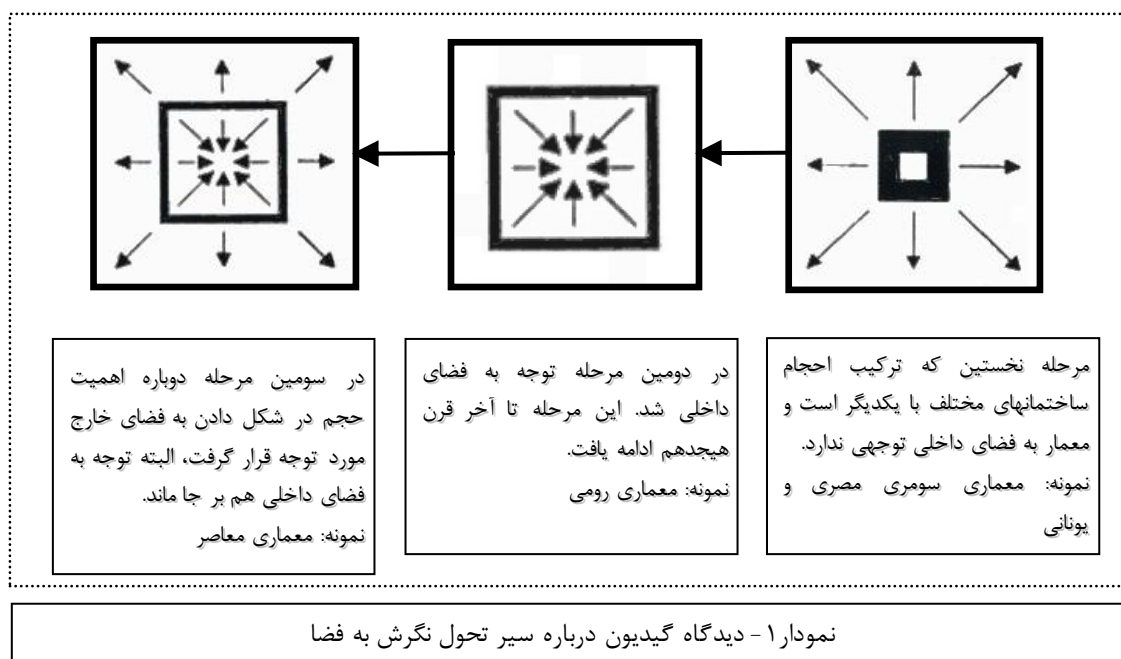 مرحله نخستین که ترکیب احجام
ساختمانهای مختلف با یکدیگر است و
معمار به فضای داخلی توجهی ندارد.
نمونه: معماری سومری مصری و
یونانی
در دومین مرحله توجه به فضای
داخلی شد. این مرحله تا آخر قرن
هیجدهم ادامه یافت.
نمونه: معماری رومی
در سومین مرحله دوباره اهمیت
حجم در شکل دادن به فضای خارج
مورد توجه قرار گرفت، البته توجه به
فضای داخلی هم بر جا ماند.
نمونه: معماری معاصر
نمودار۱- دیدگاه گیدیون درباره سیر تحول نگرش به فضا